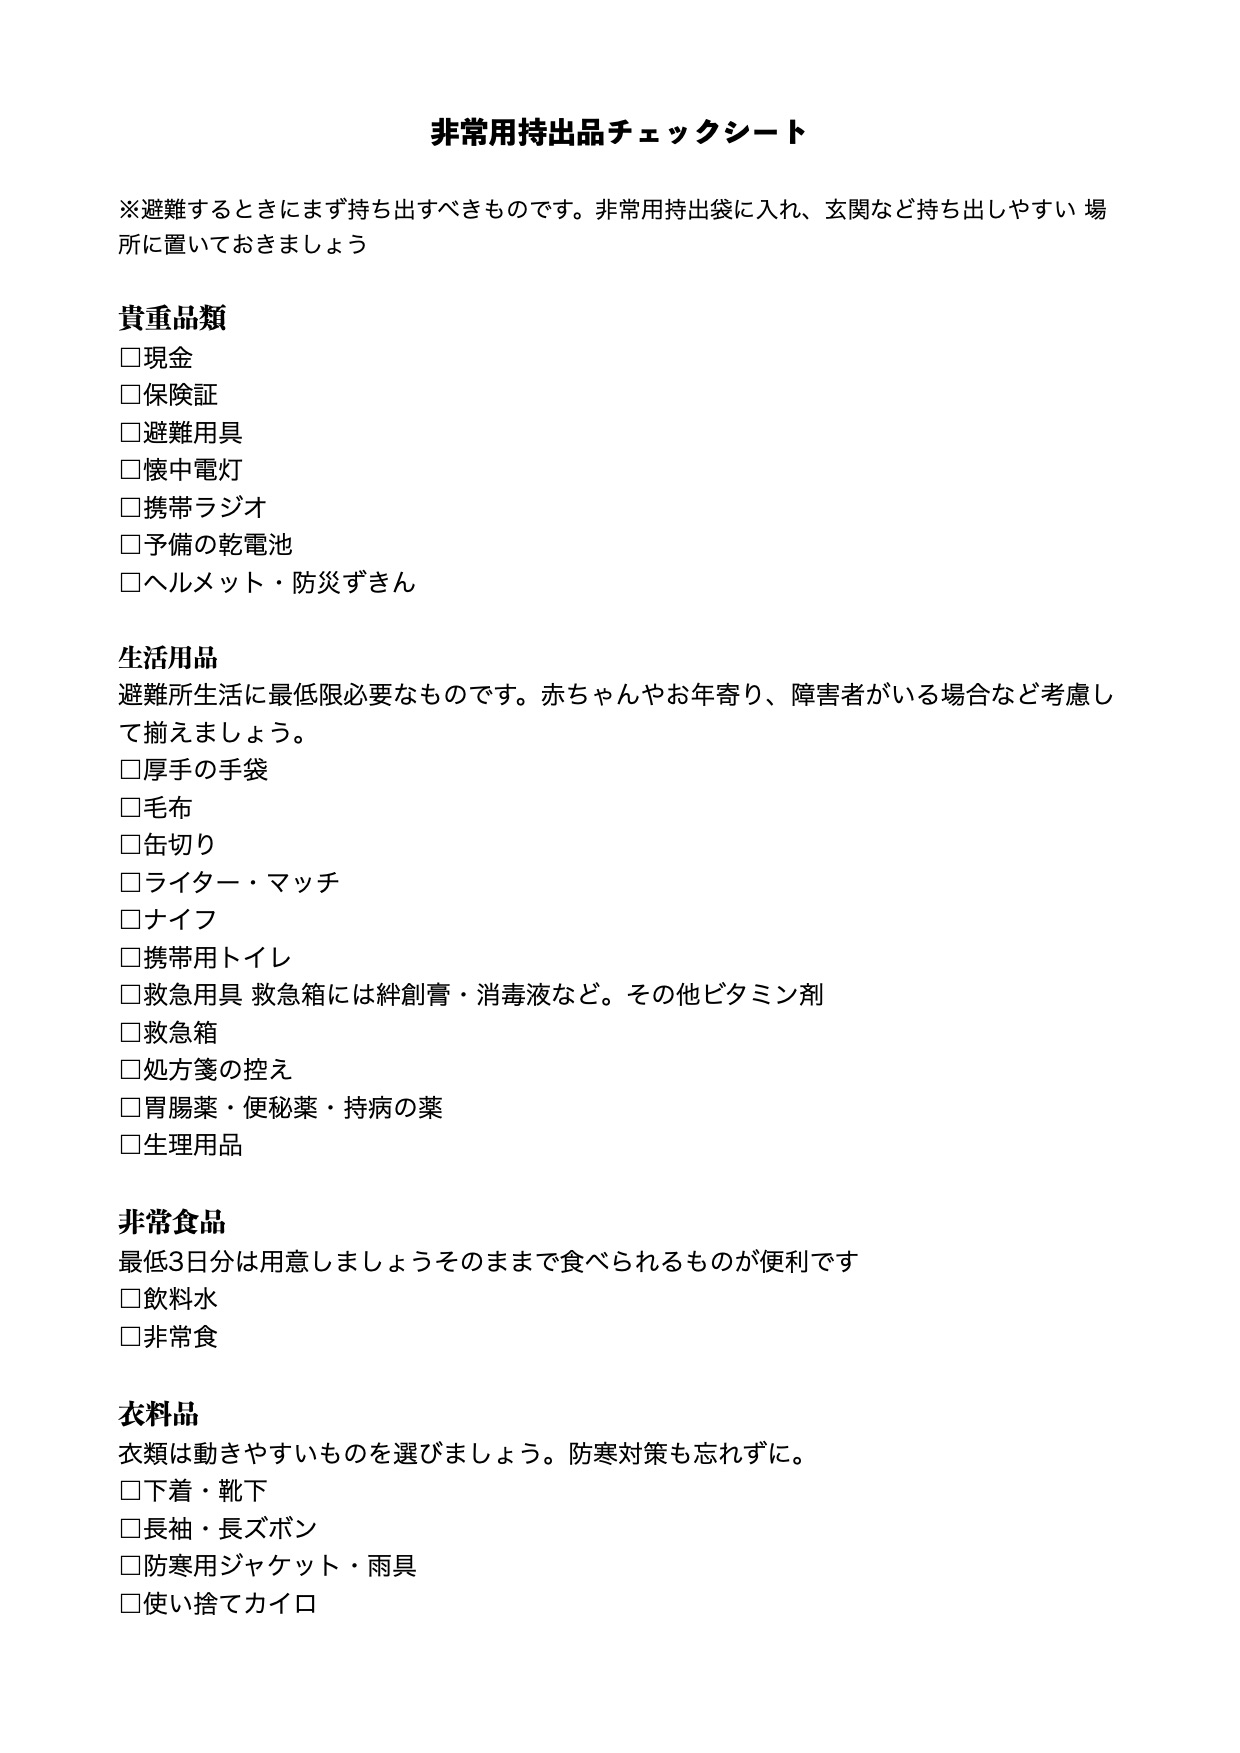 非常用持出品チェックシート
※避難するときにまず持ち出すべきものです。非常用持出袋に入れ、玄関など持ち出しやすい 場
所に置いておきましょう
貴重品類
□現金
□保険証
□避難用具
□懐中電灯
□携帯ラジオ
□予備の乾電池
□ヘルメット・防災ずきん
生活用品
避難所生活に最低限必要なものです。赤ちゃんやお年寄り、障害者がいる場合など考慮し
て揃えましょう。
□厚手の手袋
□毛布
□缶切り
□ライター・マッチ
□ナイフ
□携帯用トイレ
□救急用具 救急箱には絆創膏・消毒液など。その他ビタミン剤
□救急箱
□処方箋の控え
□胃腸薬・便秘薬・持病の薬
□生理用品
非常食品
最低3日分は用意しましょうそのままで食べられるものが便利です
□飲料水
□非常食
衣料品
衣類は動きやすいものを選びましょう。防寒対策も忘れずに。
□下着・靴下
□長袖・長ズボン
□防寒用ジャケット・雨具
□使い捨てカイロ